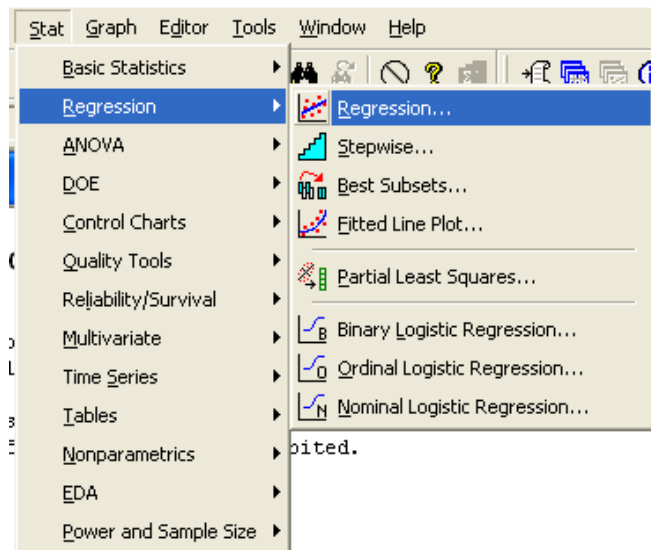 Stat Graph Editor Tools Window Help
Basic Statistics
Regression
ANOVA
DOE
Control Charts
Quality Tools
Reliability/Survival
Multivariate
Time Series
Tables
Nonparametrics
EDA
Power and Sample Size
Regression...
Stepwise...
Best Subsets...
Fitted Line Plot...
Partial Least Squares...
Binary Logistic Regression...
Ordinal Logistic Regression...
Nominal Logistic Regression...
bited.